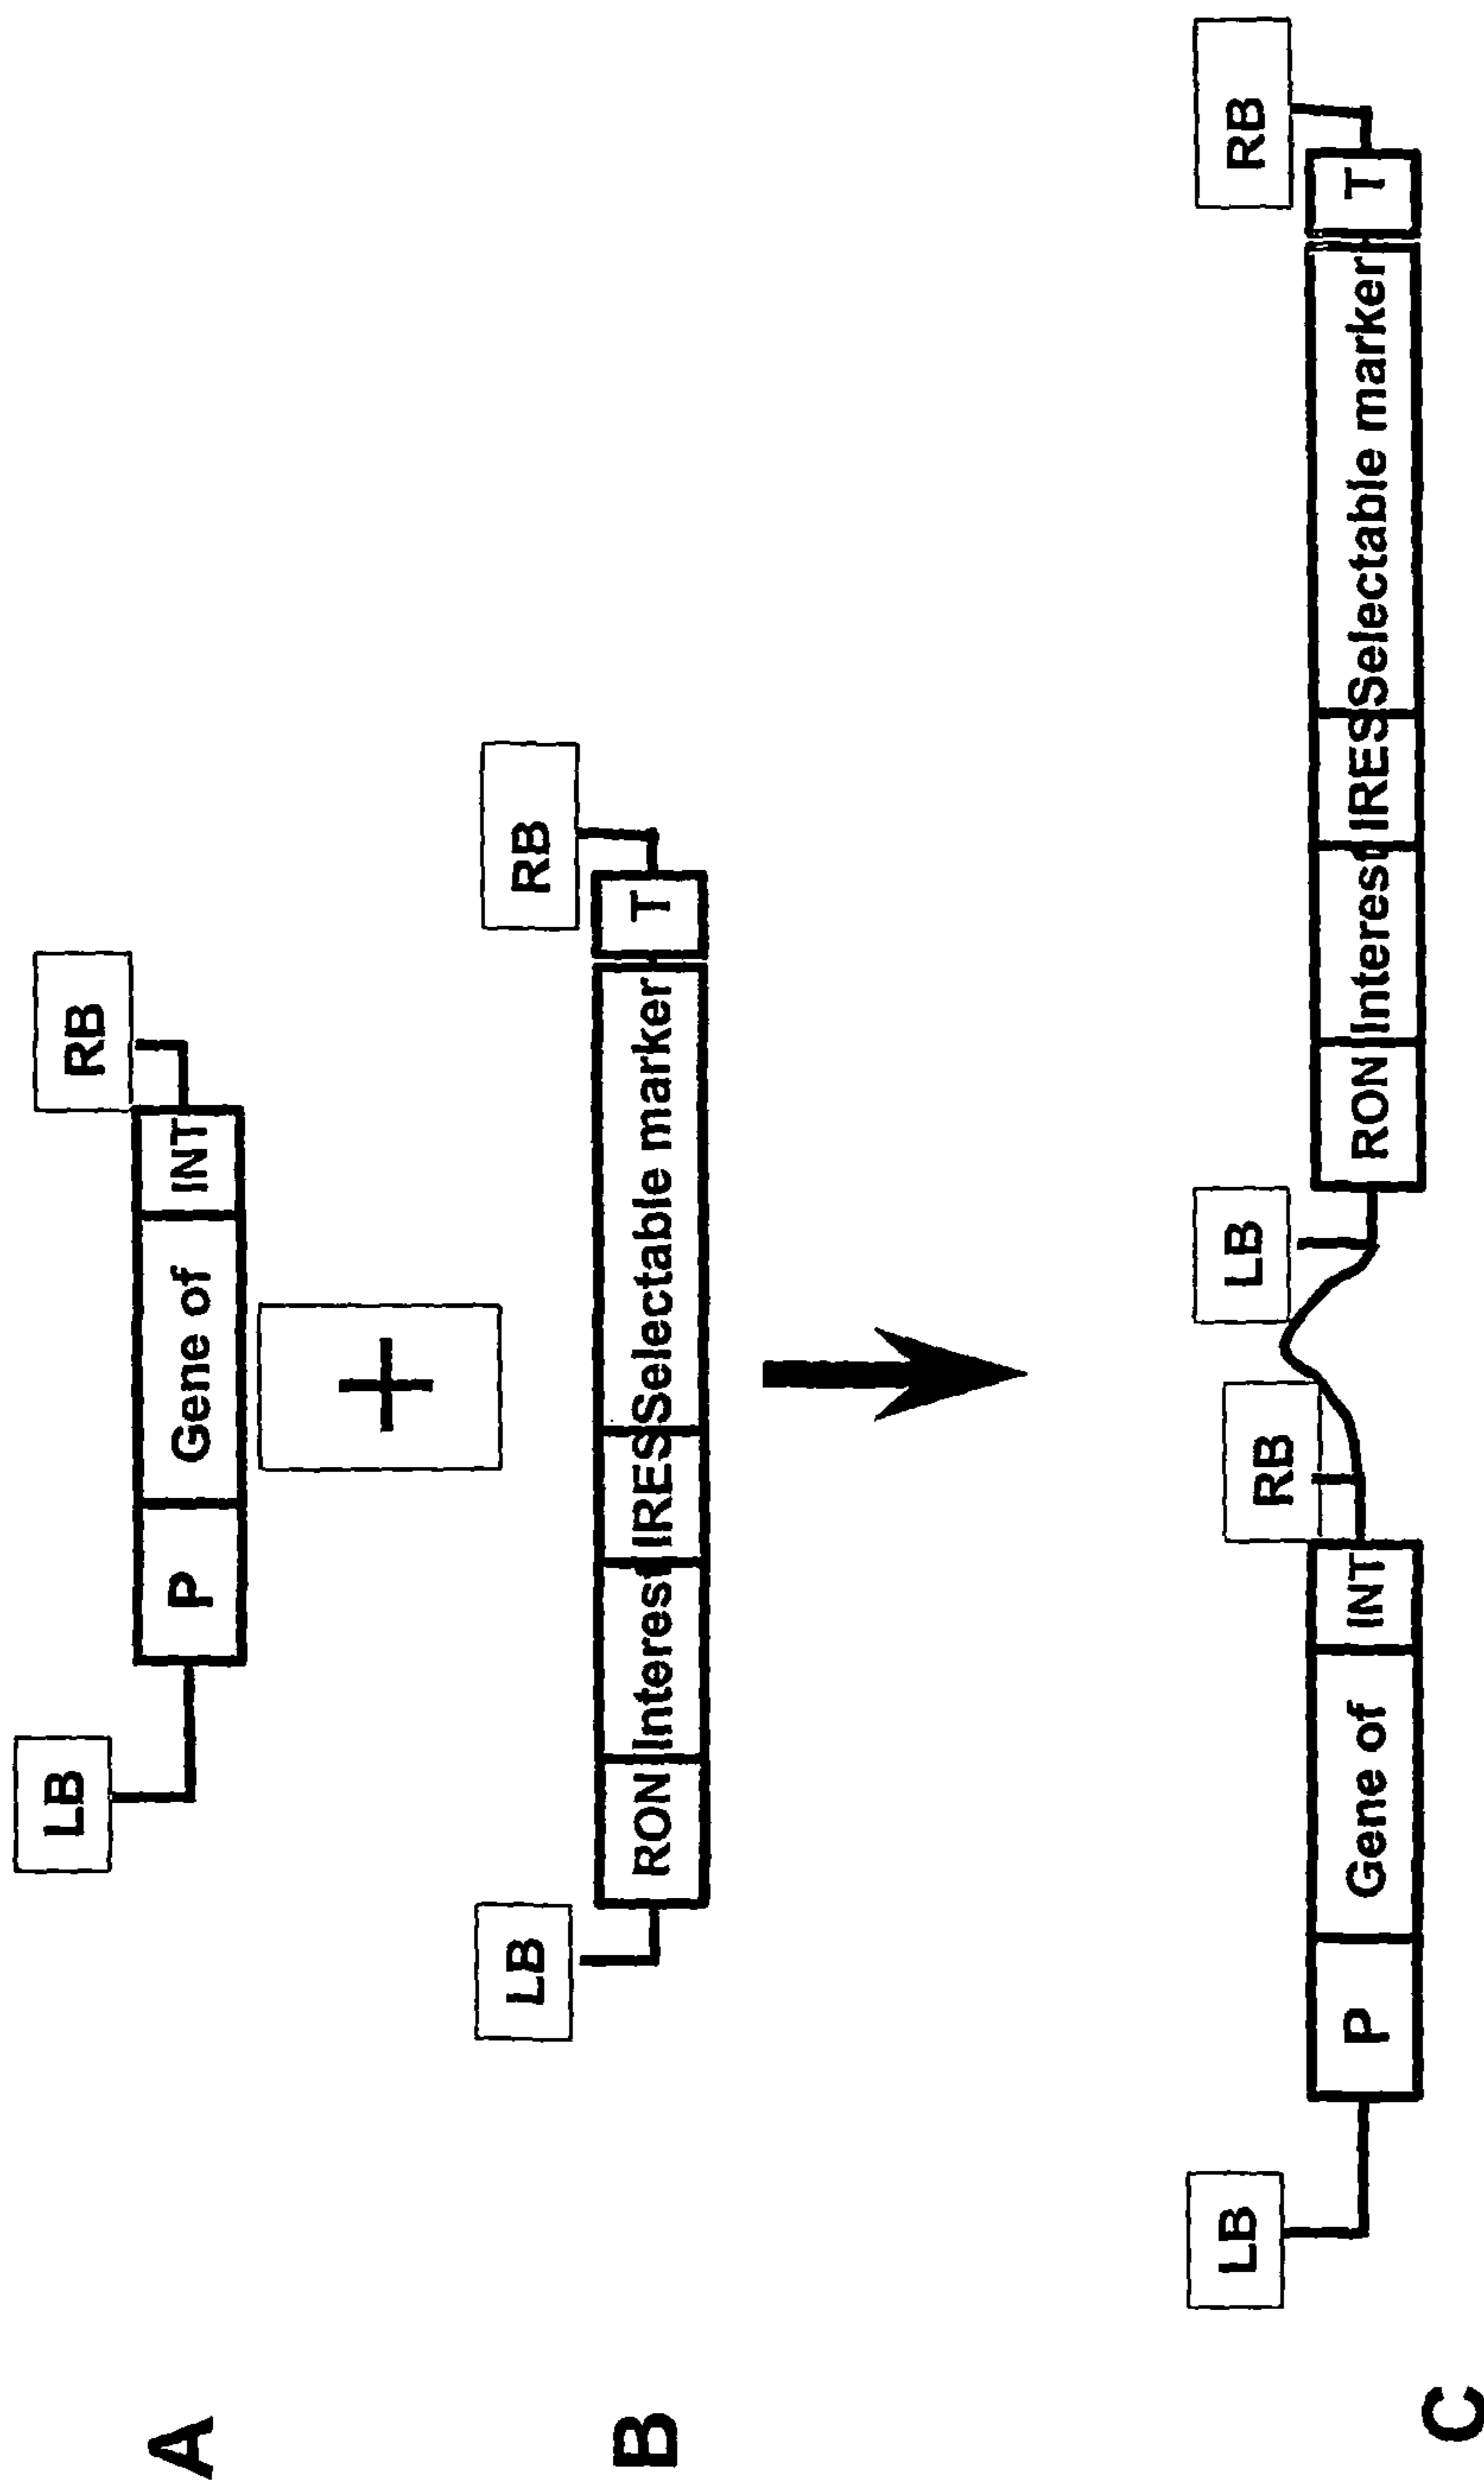 A
LB
P
Gene of
INT
RB
+
B
LB
RON
Interest
IRES
Selectable marker
T
RB
C
LB
P
Gene of
INT
RB
LB
RON
Interest
IRES
Selectable marker
T
RB